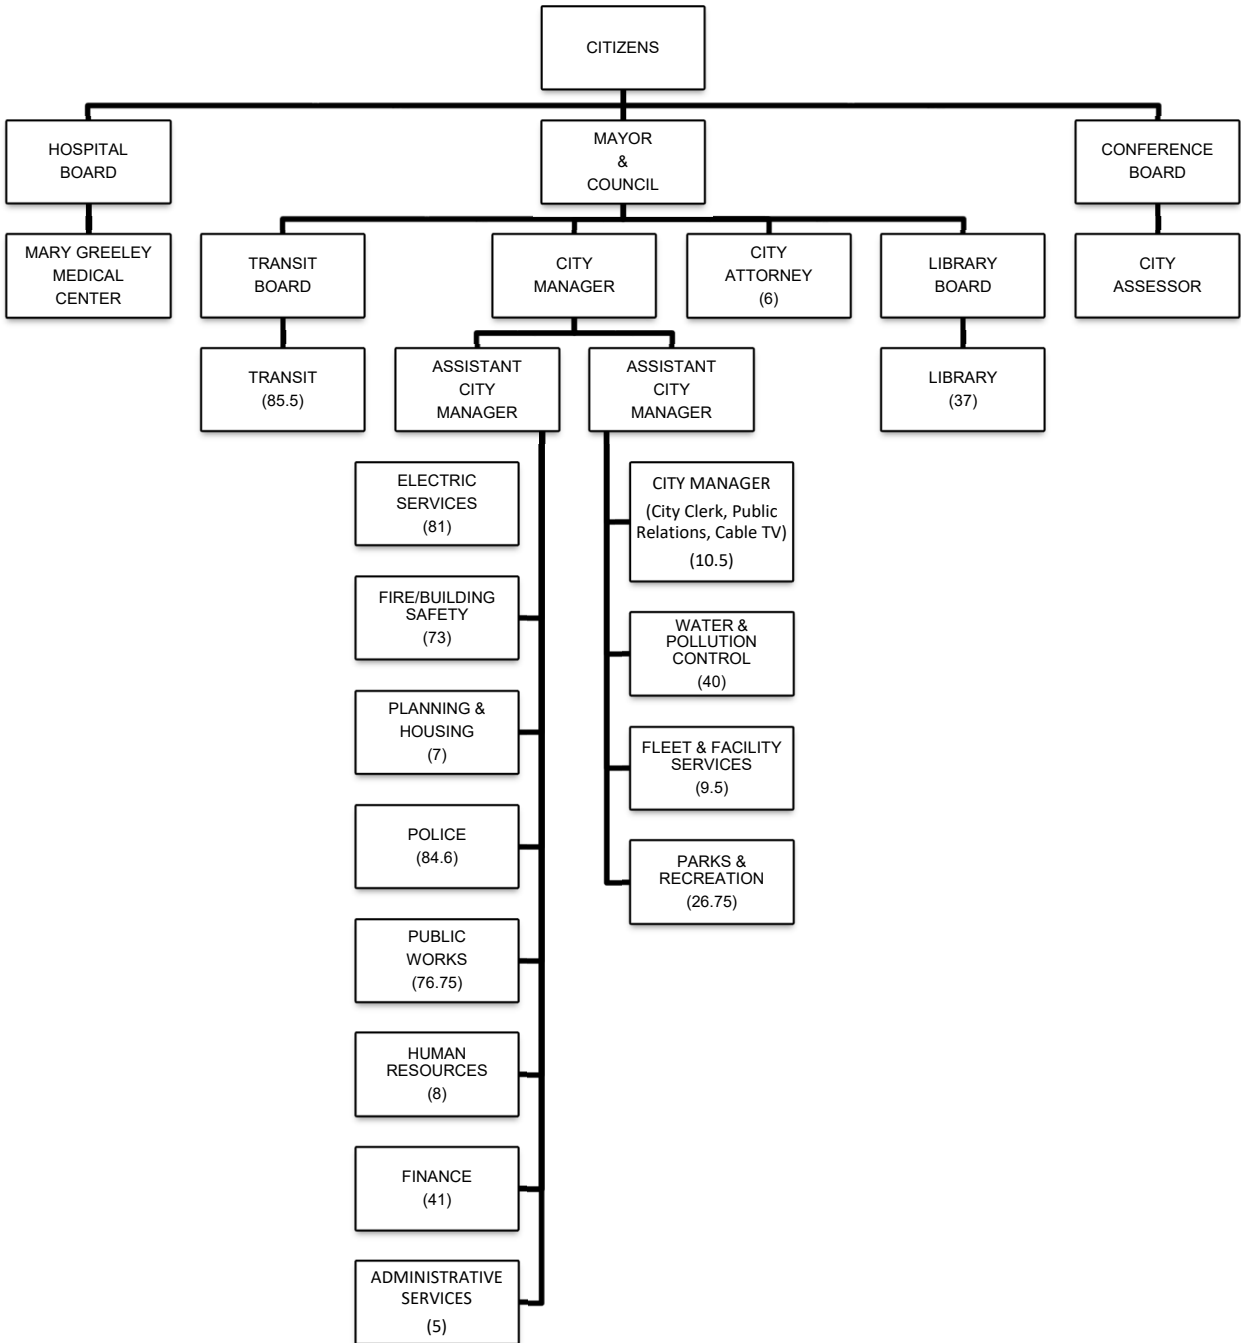 CITIZENS
HOSPITAL
BOARD
MAYOR
&
COUNCIL
CONFERENCE
BOARD
MARY GREELEY
MEDICAL
CENTER
TRANSIT
BOARD
CITY
MANAGER
CITY
ATTORNEY
(6)
LIBRARY
BOARD
CITY
ASSESSOR
TRANSIT
(85.5)
ASSISTANT
CITY
MANAGER
ASSISTANT
CITY
MANAGER
LIBRARY
(37)
ELECTRIC
SERVICES
(81)
FIRE/BUILDING
SAFETY
(73)
PLANNING &
HOUSING
(7)
POLICE
(84.6)
PUBLIC
WORKS
(76.75)
HUMAN
RESOURCES
(8)
FINANCE
(41)
ADMINISTRATIVE
SERVICES
(5)
CITY MANAGER
(City Clerk, Public
Relations, Cable TV)
(10.5)
WATER &
POLLUTION
CONTROL
(40)
FLEET & FACILITY
SERVICES
(9.5)
PARKS &
RECREATION
(26.75)